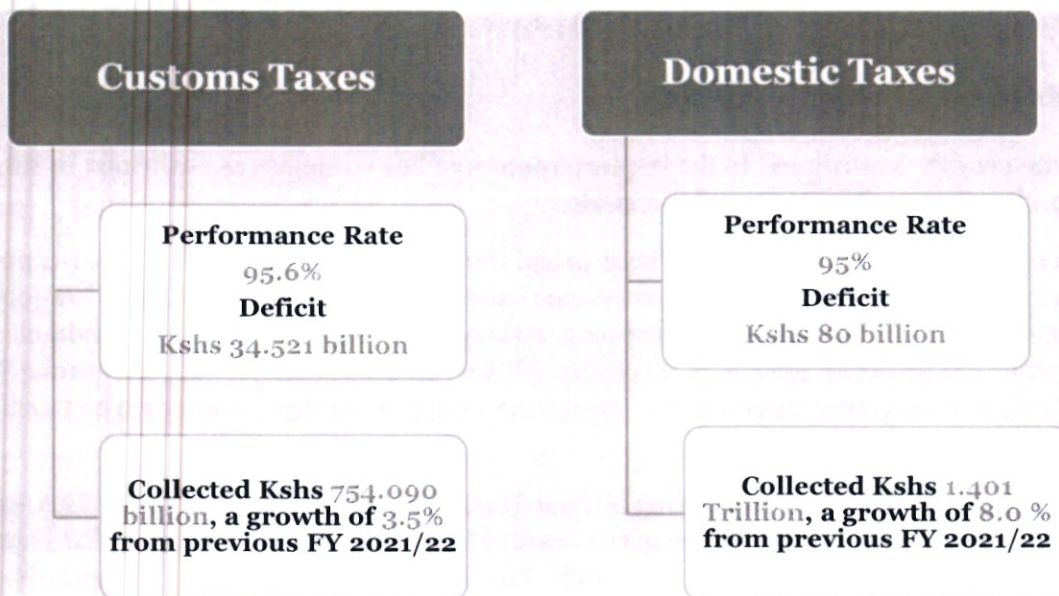 Customs Taxes
Performance Rate
95.6%
Deficit
Kshs 34.521 billion
Collected Kshs 754.090
billion, a growth of 3.5%
from previous FY 2021/22
Domestic Taxes
Performance Rate
95%
Deficit
Kshs 80 billion
Collected Kshs 1.401
Trillion, a growth of 8.0 %
from previous FY 2021/22